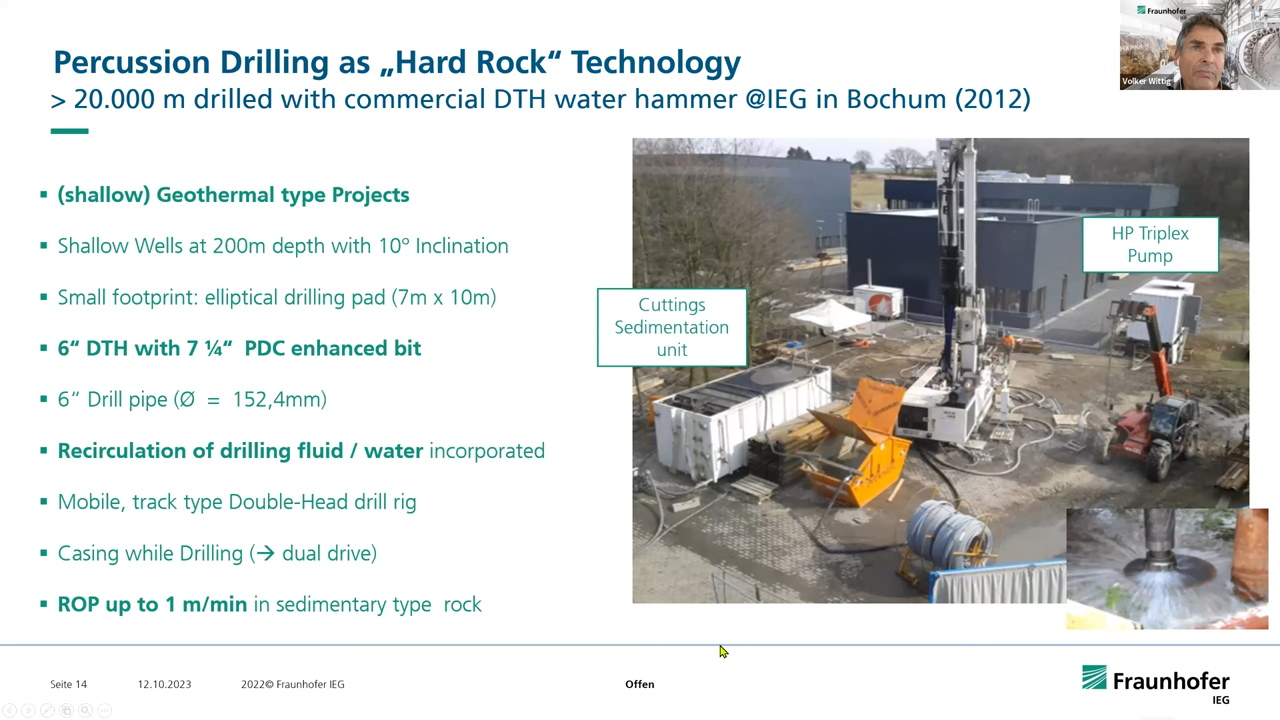 Percussion Drilling as „Hard Rock“ Technology
> 20.000 m drilled with commercial DTH water hammer @IEG in Bochum (2012)
Fraunhofer
Volker Wittig
▪ (shallow) Geothermal type Projects
▪ Shallow Wells at 200m depth with 10º Inclination
▪ Small footprint: elliptical drilling pad (7m x 10m)
▪ 6“ DTH with 7 ¼“ PDC enhanced bit
▪ 6“ Drill pipe (Ø = 152,4mm)
▪ Recirculation of drilling fluid / water incorporated
▪ Mobile, track type Double-Head drill rig
▪ Casing while Drilling (→ dual drive)
▪ ROP up to 1 m/min in sedimentary type rock
Cuttings
Sedimentation
unit
HP Triplex
Pump
Seite 14
12.10.2023
2022© Fraunhofer IEG
Offen
Fraunhofer
IEG